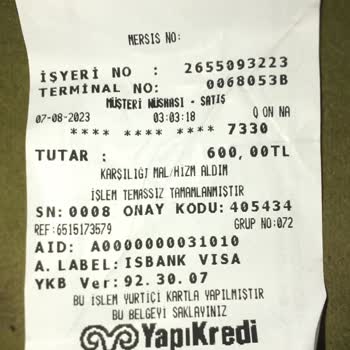 MERSIS NO:
İŞYERİ NO : 2655093223
TERMİNAL NO: 0068053B
MÜŞTERİ NÜSHASI - SATIŞ
07-08-2023 03:03:18 Q ON NA
**** **** **** 7330
TUTAR : 600,00TL
KARŞILIĞI MAL/HİZM ALDIM
İŞLEM TEMASSIZ TAMAMLANMIŞTIR
SN: 0008 ONAY KODU: 405434
REF:6515173579 GRUP NO:072
AID: A0000000031010
A. LABEL: ISBANK VISA
YKB Ver: 92.30.07
BU İŞLEM YURTİÇİ KARTLA YAPILMIŞTIR
BU BELGEYİ SAKLAYINIZ
YapıKredi